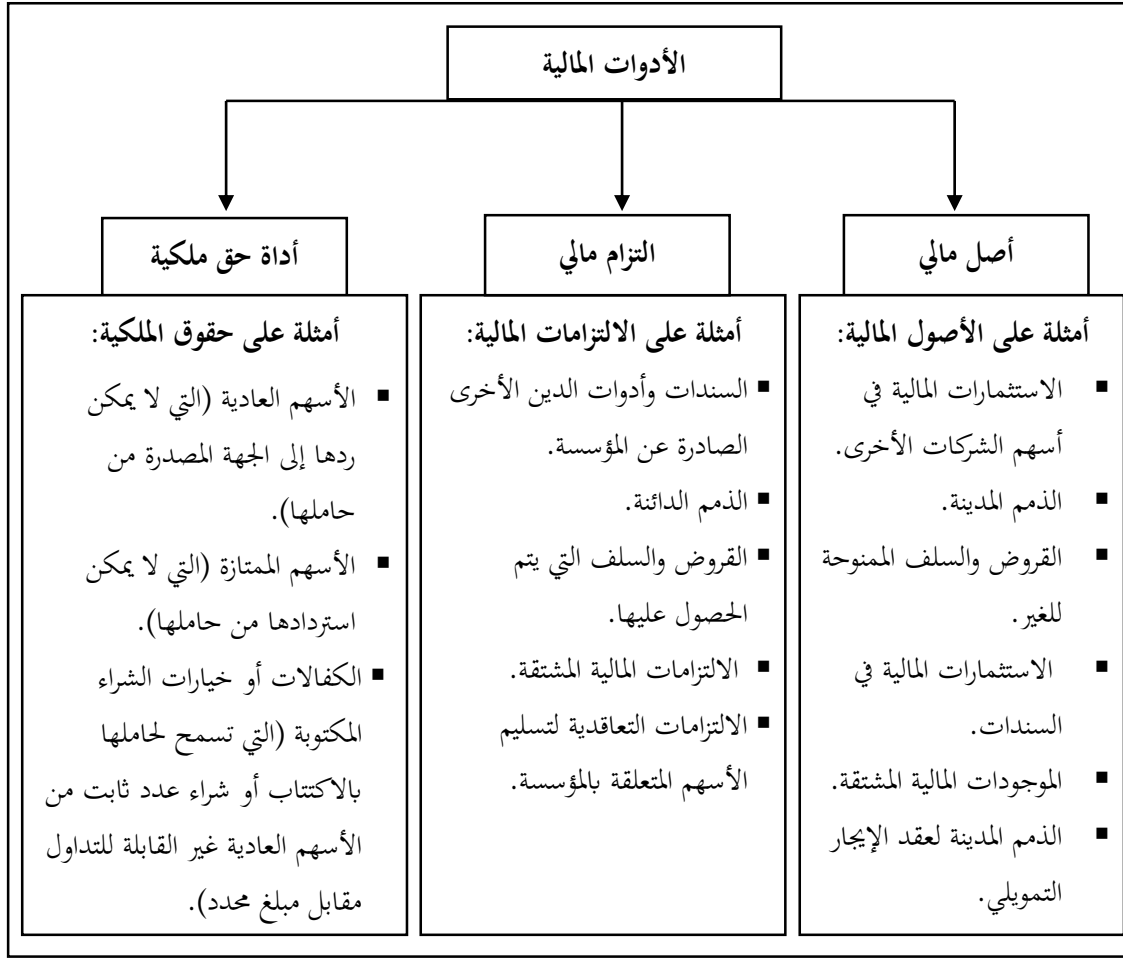 الأدوات المالية
أصل مالي
التزام مالي
أداة حق ملكية
أمثلة على الأصول المالية:
▪ الاستثمارات المالية في
أسهم الشركات الأخرى.
▪ الذمم المدينة.
▪ القروض والسلف الممنوحة
للغير.
▪ الاستثمارات المالية في
السندات.
▪ الموجودات المالية المشتقة.
▪ الذمم المدينة لعقد الإيجار
التمويلي.
أمثلة على الالتزامات المالية:
▪ السندات وأدوات الدين الأخرى
الصادرة عن المؤسسة.
▪ الذمم الدائنة.
▪ القروض والسلف التي يتم
الحصول عليها.
▪ الالتزامات المالية المشتقة.
▪ الالتزامات التعاقدية لتسليم
الأسهم المتعلقة بالمؤسسة.
أمثلة على حقوق الملكية:
▪ الأسهم العادية (التي لا يمكن
ردها إلى الجهة المصدرة من
حاملها).
▪ الأسهم الممتازة (التي لا يمكن
استردادها من حاملها).
▪ الكفالات أو خيارات الشراء
المكتوبة (التي تسمح لحاملها
بالاكتتاب أو شراء عدد ثابت من
الأسهم العادية غير القابلة للتداول
مقابل مبلغ محدد).